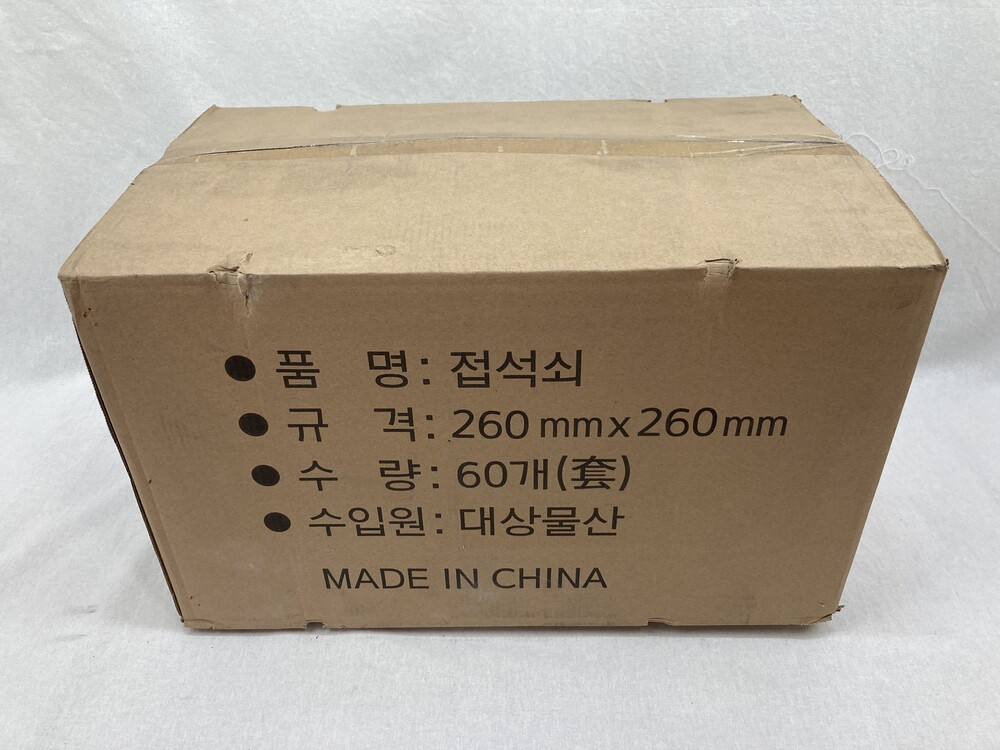 ● 품 명: 접석쇠
● 규 격: 260 mm x 260 mm
● 수 량: 60개(套)
● 수입원: 대상물산
MADE IN CHINA